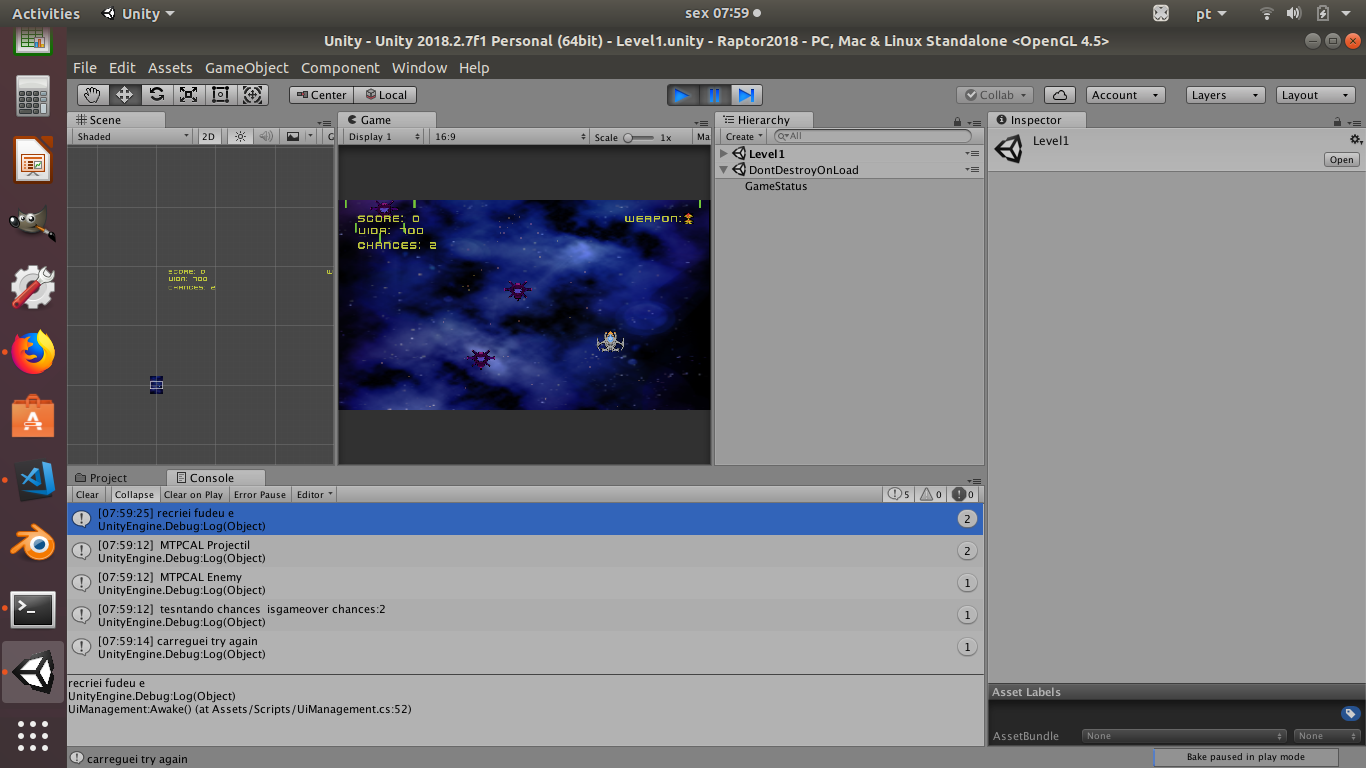 Activities Unity sex 07:59 pt
Unity - Unity 2018.2.7f1 Personal (64bit) - Level1.unity - Raptor2018 - PC, Mac & Linux Standalone <OpenGL 4.5>
File Edit Assets GameObject Component Window Help
Center Local Collab Account Layers Layout
Scene Game Hierarchy Inspector
Shaded 2D G Display 1 16:9 Scale 1x Ma Create All
Level1
Open
Level1
DontDestroyOnLoad
GameStatus
SCORE: 0 WEAPON:
VIDA: 100
CHANCES: 2
SCORE: 0
VIDA: 100
CHANCES: 2
Project Console
Clear Collapse Clear on Play Error Pause Editor 5 0 0
[07:59:25] recriei fudeu e
UnityEngine.Debug:Log(Object)
2
[07:59:12] MTPCAL Projectil
UnityEngine.Debug:Log(Object)
2
[07:59:12] MTPCAL Enemy
UnityEngine.Debug:Log(Object)
1
[07:59:12] tesntando chances isgameover chances:2
UnityEngine.Debug:Log(Object)
1
[07:59:14] carreguei try again
UnityEngine.Debug:Log(Object)
1
recriei fudeu e
UnityEngine.Debug:Log(Object)
UiManagement:Awake() (at Assets/Scripts/UiManagement.cs:52)
Asset Labels
AssetBundle None None
carreguei try again
Bake paused in play mode